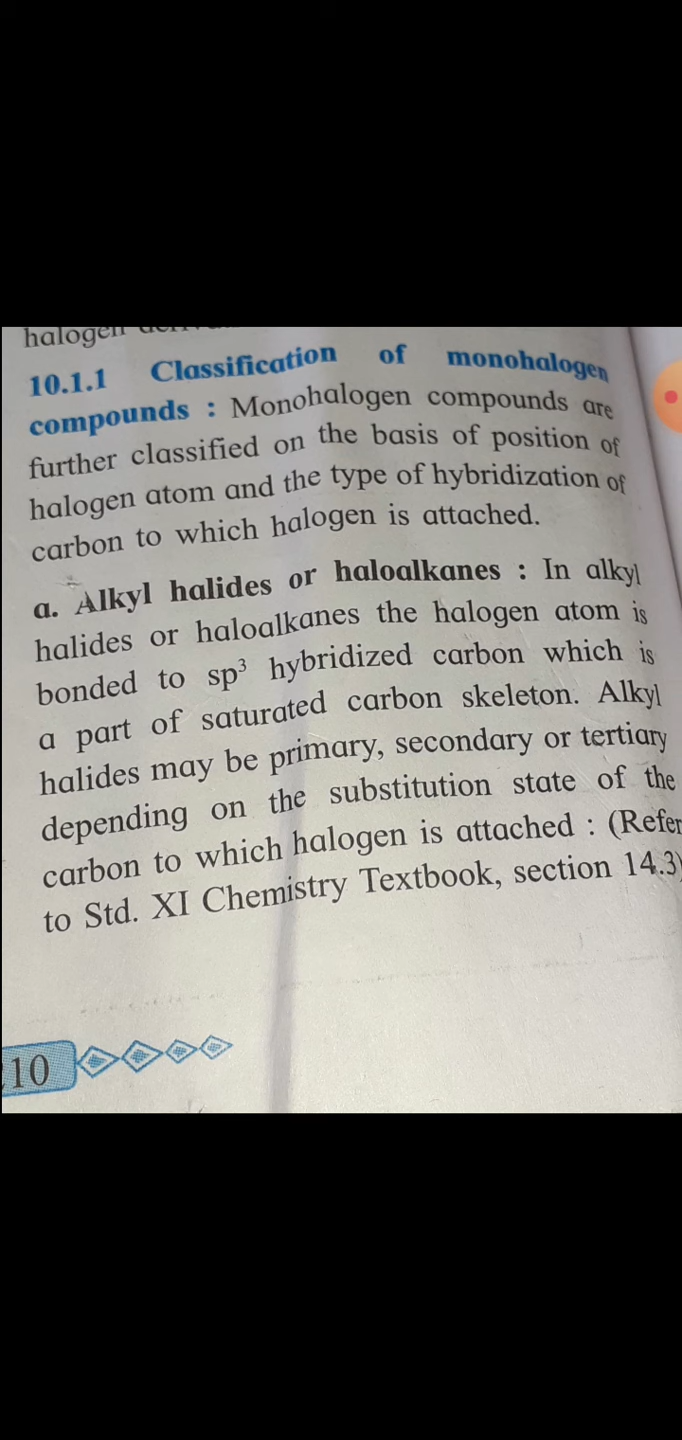 halogen
10.1.1 Classification of monohalogen
compounds : Monohalogen compounds are
further classified on the basis of position of
halogen atom and the type of hybridization of
carbon to which halogen is attached.
a. Alkyl halides or haloalkanes : In alkyl
halides or haloalkanes the halogen atom is
bonded to sp³ hybridized carbon which is
a part of saturated carbon skeleton. Alkyl
halides may be primary, secondary or tertiary
depending on the substitution state of the
carbon to which halogen is attached : (Refer
to Std. XI Chemistry Textbook, section 14.3)
10